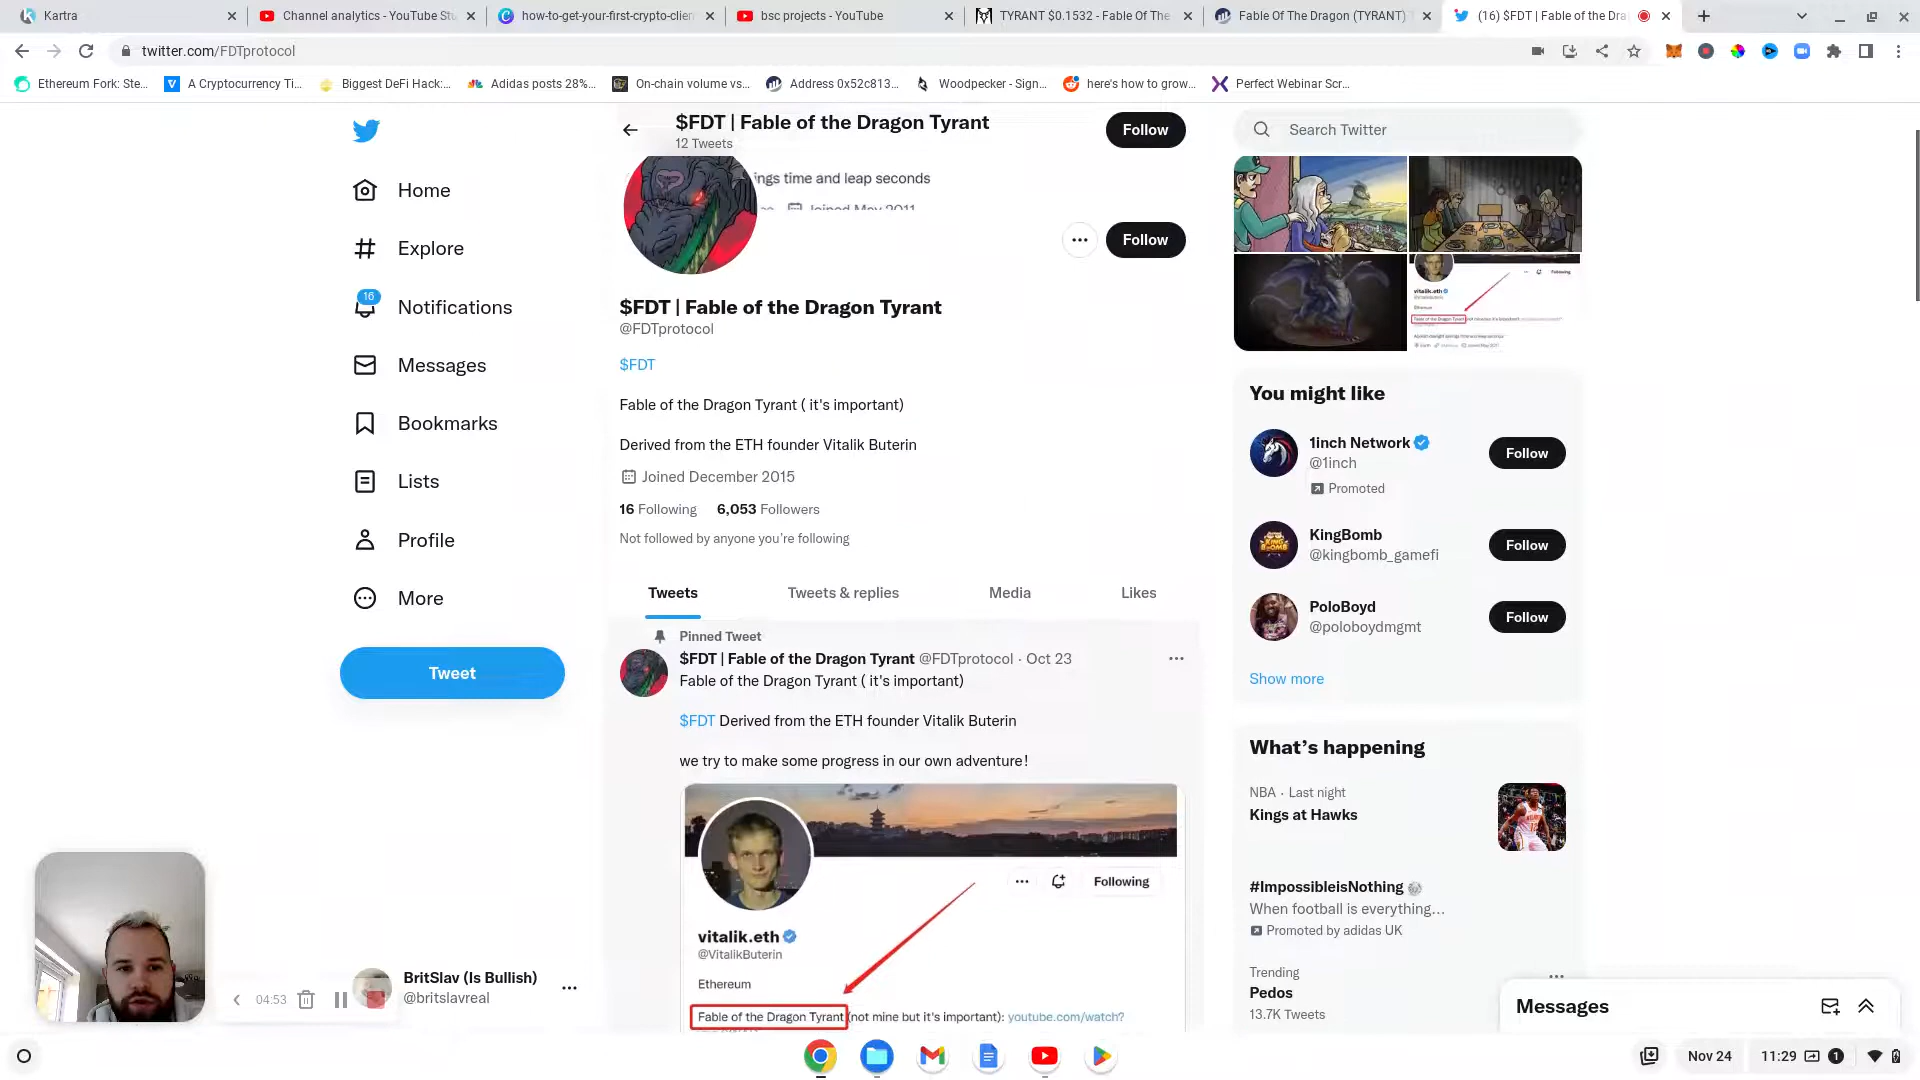 Kartra
Channel analytics - YouTube Stu
how-to-get-your-first-crypto-clien
bsc projects - YouTube
TYRANT $0.1532 - Fable Of The
Fable Of The Dragon (TYRANT)
(16) $FDT | Fable of the Dra
twitter.com/FDTprotocol
Ethereum Fork: Ste...
A Cryptocurrency Ti...
Biggest DeFi Hack:...
Adidas posts 28%...
On-chain volume vs...
Address 0x52c813...
Woodpecker - Sign...
here's how to grow...
Perfect Webinar Scr...
$FDT | Fable of the Dragon Tyrant
12 Tweets
Follow
Search Twitter
ings time and leap seconds
Joined May 2011
Home
Explore
16
Notifications
Messages
Bookmarks
Lists
Profile
More
Tweet
Follow
$FDT | Fable of the Dragon Tyrant
@FDTprotocol
$FDT
Fable of the Dragon Tyrant ( it's important)
Derived from the ETH founder Vitalik Buterin
Joined December 2015
16 Following 6,053 Followers
Not followed by anyone you're following
Tweets Tweets & replies Media Likes
Pinned Tweet
$FDT | Fable of the Dragon Tyrant @FDTprotocol · Oct 23
Fable of the Dragon Tyrant ( it's important)
$FDT Derived from the ETH founder Vitalik Buterin
we try to make some progress in our own adventure!
Following
vitalik.eth
@VitalikButerin
Ethereum
Fable of the Dragon Tyrant (not mine but it's important): youtube.com/watch?
Following
vitalik.eth
Fable of the Dragon Tyrant
You might like
1inch Network
@1inch
Promoted
Follow
KingBomb
@kingbomb_gamefi
Follow
PoloBoyd
@poloboydmgmt
Follow
Show more
What's happening
NBA · Last night
Kings at Hawks
#ImpossibleisNothing
When football is everything...
Promoted by adidas UK
Trending
Pedos
13.7K Tweets
Messages
04:53
BritSlav (Is Bullish)
@britslavreal
Nov 24
11:29
1